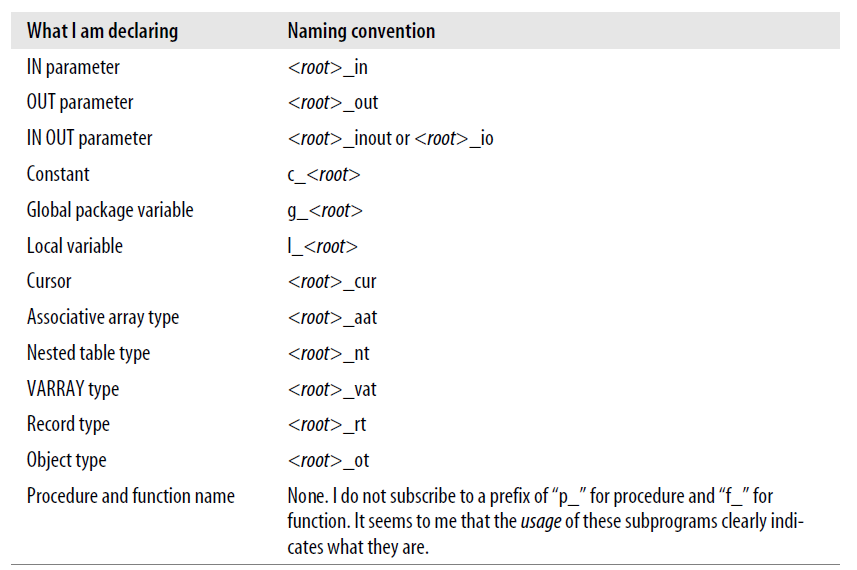 What I am declaring Naming convention
IN parameter <root>_in
OUT parameter <root>_out
IN OUT parameter <root>_inout or <root>_io
Constant c_<root>
Global package variable g_<root>
Local variable l_<root>
Cursor <root>_cur
Associative array type <root>_aat
Nested table type <root>_nt
VARRAY type <root>_vat
Record type <root>_rt
Object type <root>_ot
Procedure and function name None. I do not subscribe to a prefix of “p_” for procedure and “f_” for
function. It seems to me that the usage of these subprograms clearly indi-
cates what they are.